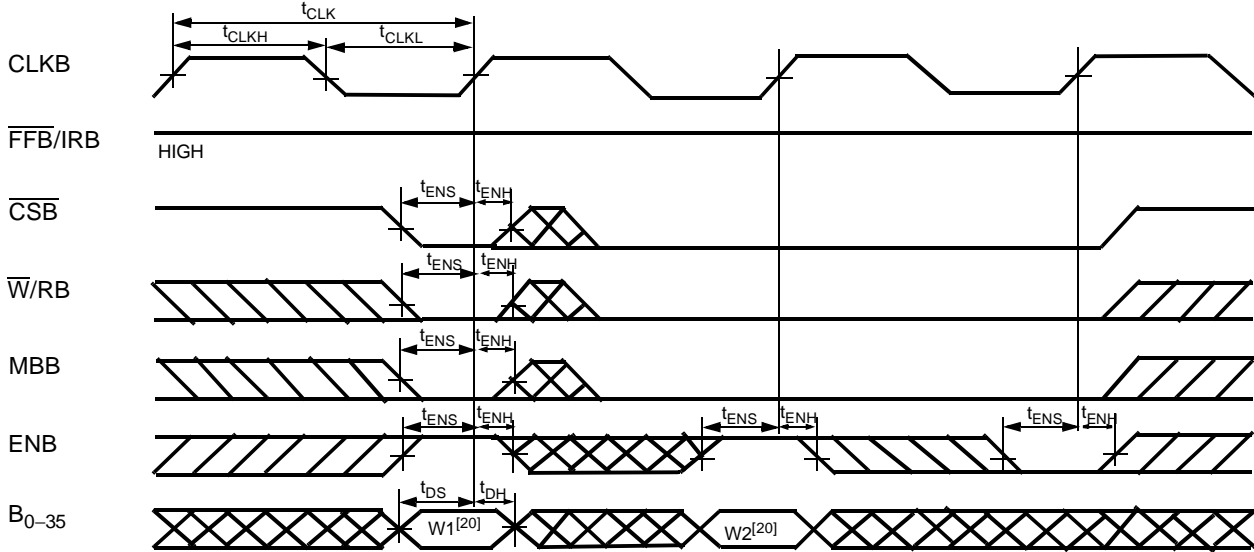 tCLK
tCLKH tCLKL
CLKB
FFB/IRB
HIGH
tENS tENH
CSB
tENS tENH
W/RB
tENS tENH
MBB
tENS tENH tENS tENH tENS tENH
ENB
tDS tDH
B0–35
W1[20] W2[20]